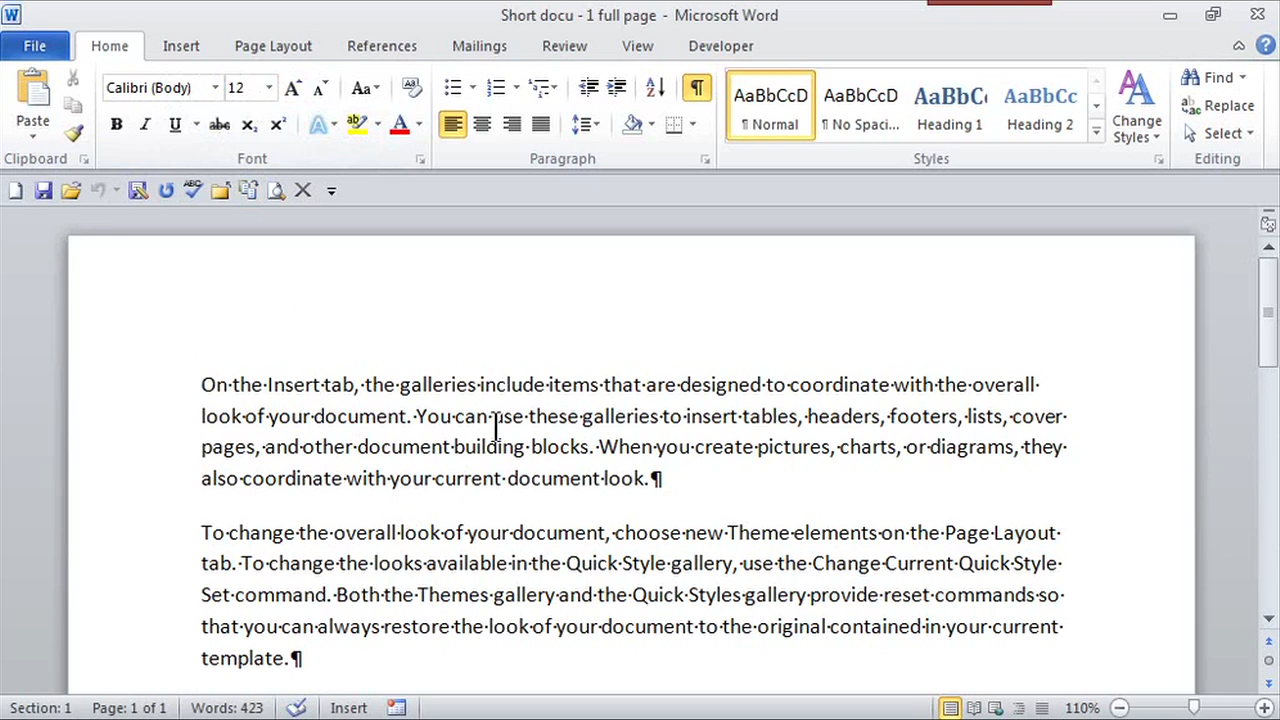 Short docu - 1 full page - Microsoft Word
File Home Insert Page Layout References Mailings Review View Developer
Paste
Clipboard
Calibri (Body) 12
Font
Paragraph
AaBbCcD AaBbCcD AaBbCc AaBbCc
¶ Normal ¶ No Spaci... Heading 1 Heading 2
Change Styles
Styles
Find
Replace
Select
Editing
On·the·Insert·tab,·the·galleries·include·items·that·are·designed·to·coordinate·with·the·overall·
look·of·your·document.·You·can·use·these·galleries·to·insert·tables,·headers,·footers,·lists,·cover·
pages,·and·other·document·building·blocks.·When·you·create·pictures,·charts,·or·diagrams,·they·
also·coordinate·with·your·current·document·look.¶
To·change·the·overall·look·of·your·document,·choose·new·Theme·elements·on·the·Page·Layout·
tab.·To·change·the·looks·available·in·the·Quick·Style·gallery,·use·the·Change·Current·Quick·Style·
Set·command.·Both·the·Themes·gallery·and·the·Quick·Styles·gallery·provide·reset·commands·so·
that·you·can·always·restore·the·look·of·your·document·to·the·original·contained·in·your·current·
template.¶
Section: 1 Page: 1 of 1 Words: 423 Insert 110%